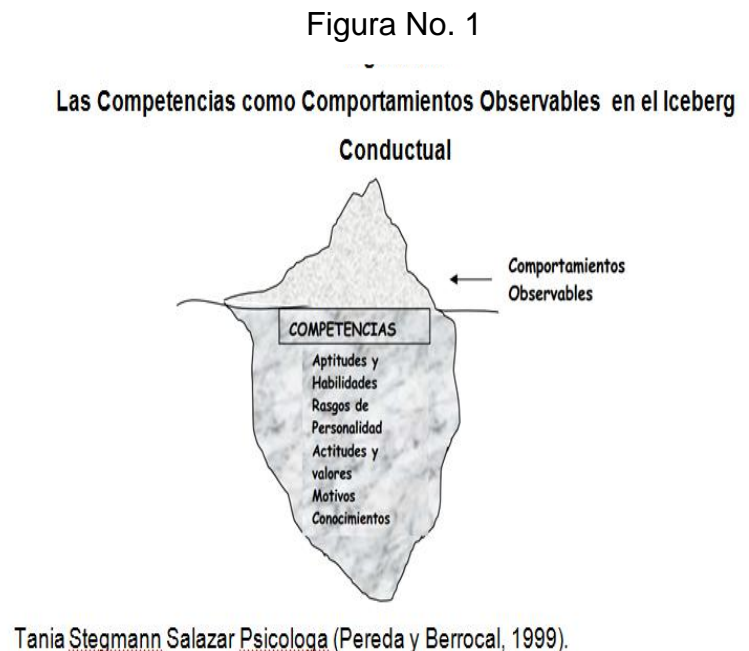 Figura No. 1
Las Competencias como Comportamientos Observables en el Iceberg
Conductual
Comportamientos
Observables
COMPETENCIAS
Aptitudes y
Habilidades
Rasgos de
Personalidad
Actitudes y
valores
Motivos
Conocimientos
Tania Stegmann Salazar Psicologa (Pereda y Berrocal, 1999).